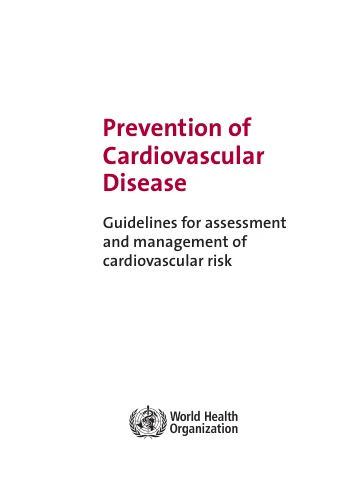 Prevention of
Cardiovascular
Disease
Guidelines for assessment
and management of
cardiovascular risk
World Health
Organization